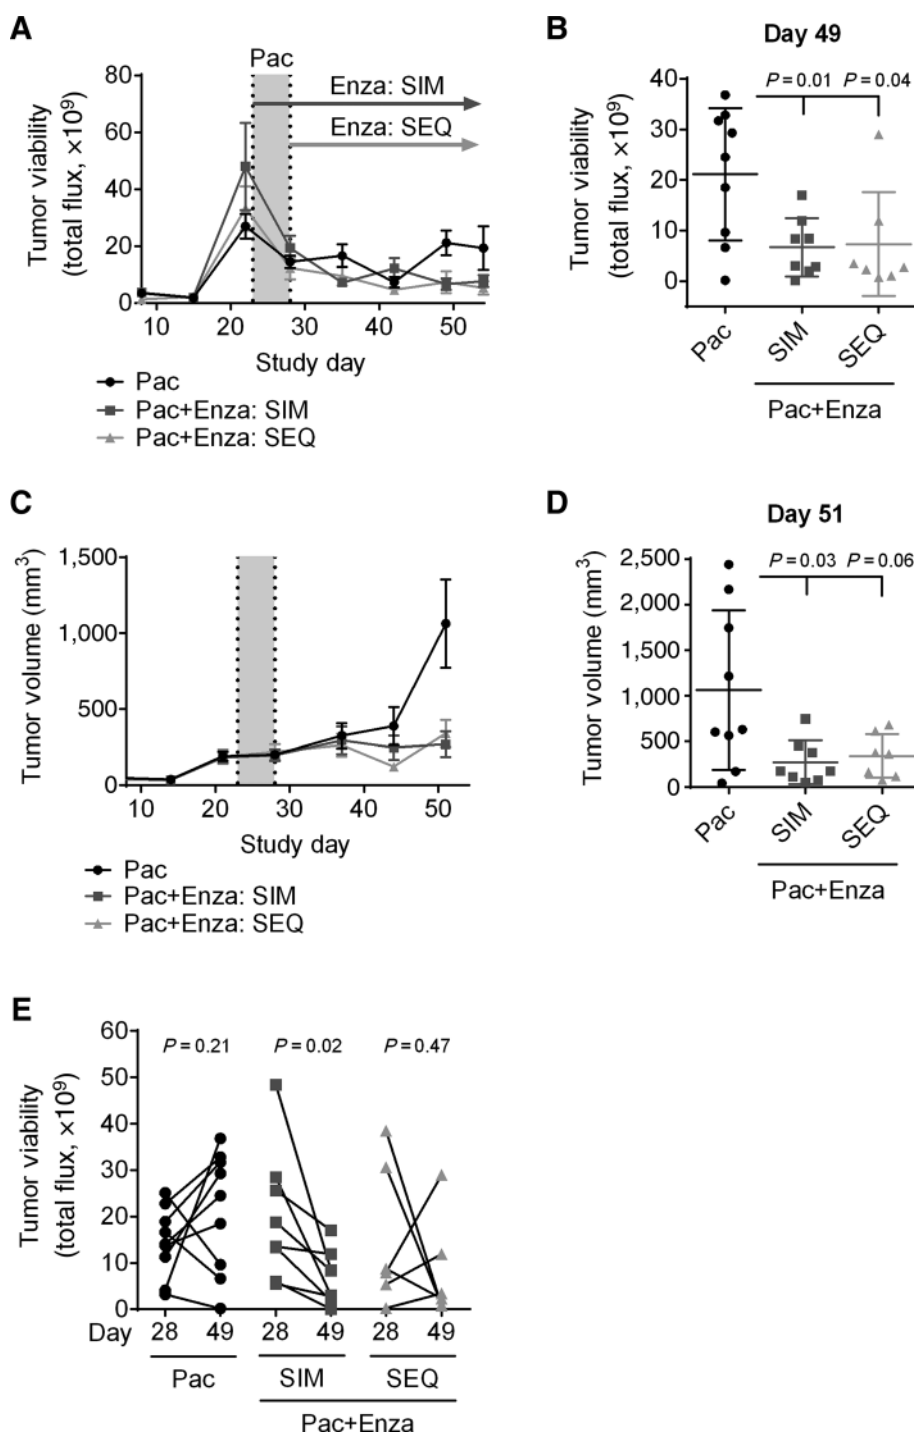 A
Pac
Enza: SIM
Enza: SEQ
Tumor viability
(total flux, ×10⁹)
80
60
40
20
0
10 20 30 40 50
Study day
Pac
Pac+Enza: SIM
Pac+Enza: SEQ
B
Day 49
P = 0.01 P = 0.04
Tumor viability
(total flux, ×10⁹)
40
30
20
10
0
Pac SIM SEQ
Pac+Enza
C
Tumor volume (mm³)
1,500
1,000
500
0
10 20 30 40 50
Study day
Pac
Pac+Enza: SIM
Pac+Enza: SEQ
D
Day 51
P = 0.03 P = 0.06
Tumor volume (mm³)
2,500
2,000
1,500
1,000
500
0
Pac SIM SEQ
Pac+Enza
E
P = 0.21 P = 0.02 P = 0.47
Tumor viability
(total flux, ×10⁹)
60
50
40
30
20
10
0
Day 28 49 28 49 28 49
Pac SIM SEQ
Pac+Enza